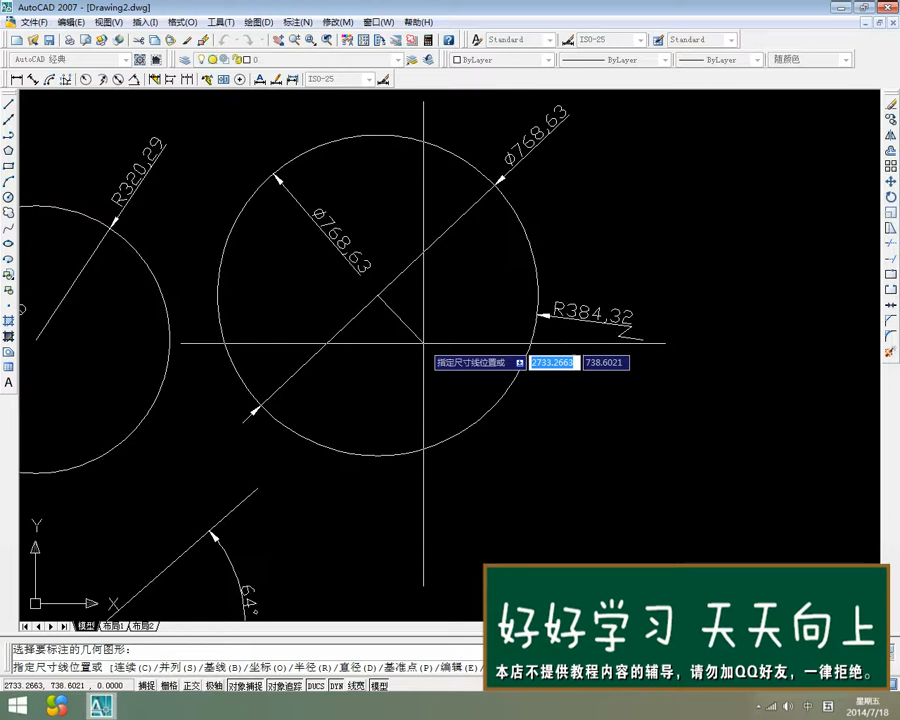 AutoCAD 2007 - [Drawing2.dwg]
文件(F) 编辑(E) 视图(V) 插入(I) 格式(O) 工具(T) 绘图(D) 标注(N) 修改(M) 窗口(W) 帮助(H)
Standard ISO-25 Standard
AutoCAD 经典 0 ByLayer ByLayer ByLayer 随颜色
ISO-25
R320,29
Ø768,63
Ø768,63
R384,32
指定尺寸线位置或 2733.2663 738.6021
64°
Y
X
模型 布局1 布局2
好好学习 天天向上
本店不提供教程内容的辅导，请勿加QQ好友，一律拒绝。
选择要标注的几何图形:
指定尺寸线位置或 [连续(C)/并列(S)/基线(B)/坐标(O)/半径(R)/直径(D)/基准点(P)/编辑(E)/
2733.2663, 738.6021 , 0.0000 捕捉 栅格 正交 极轴 对象捕捉 对象追踪 DUCS DYN 线宽 模型
中 星期五
2014/7/18